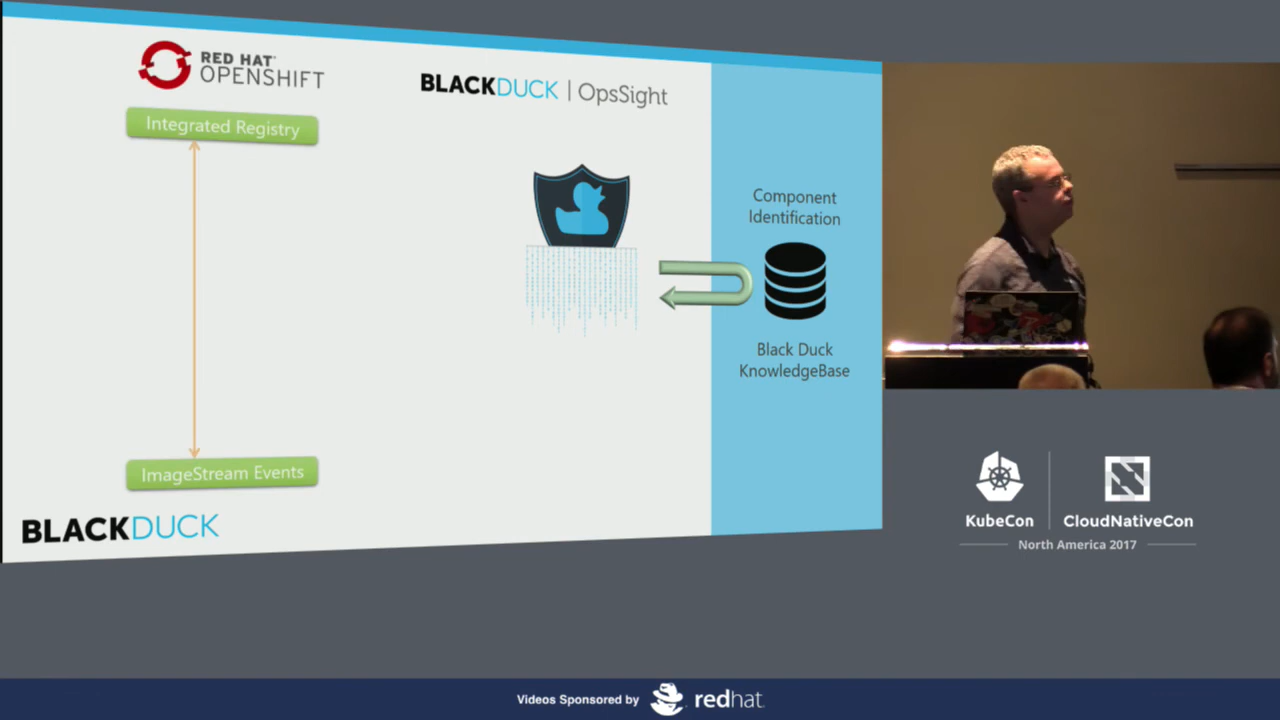 RED HAT
OPENSHIFT
BLACKDUCK | OpsSight
Integrated Registry
Component
Identification
Black Duck
KnowledgeBase
ImageStream Events
BLACKDUCK
KubeCon
CloudNativeCon
North America 2017
Videos Sponsored by
redhat.